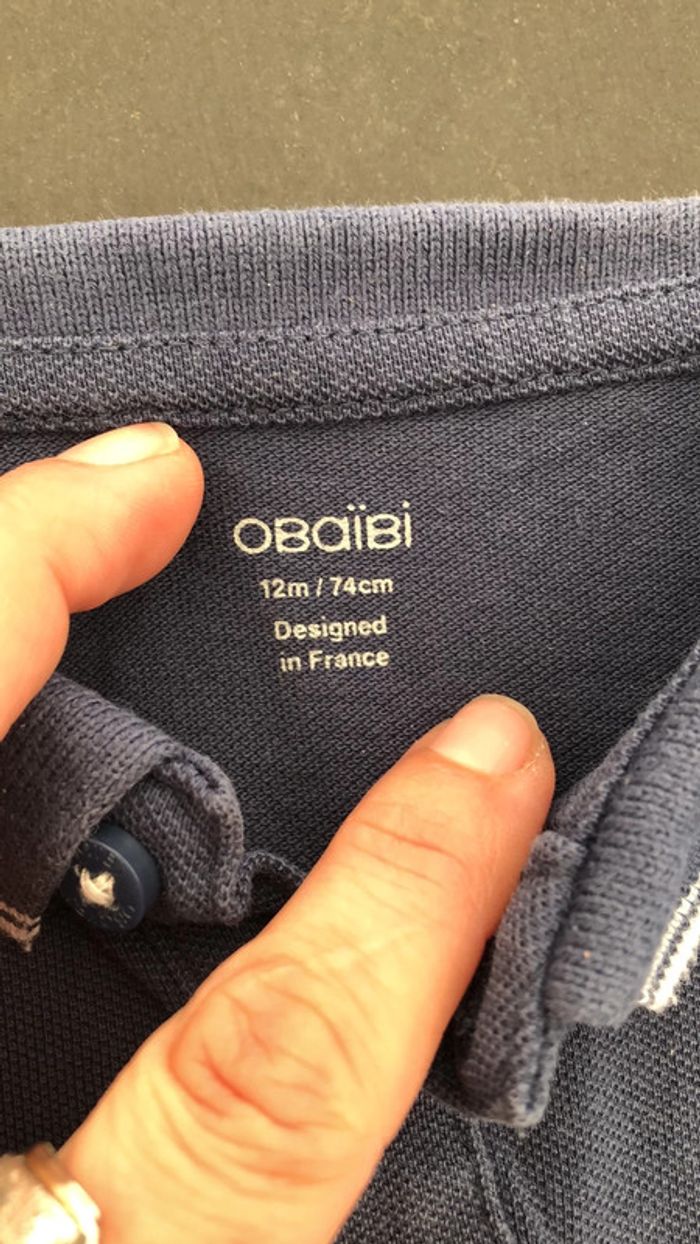 OBaïBi
12m / 74cm
Designed
in France